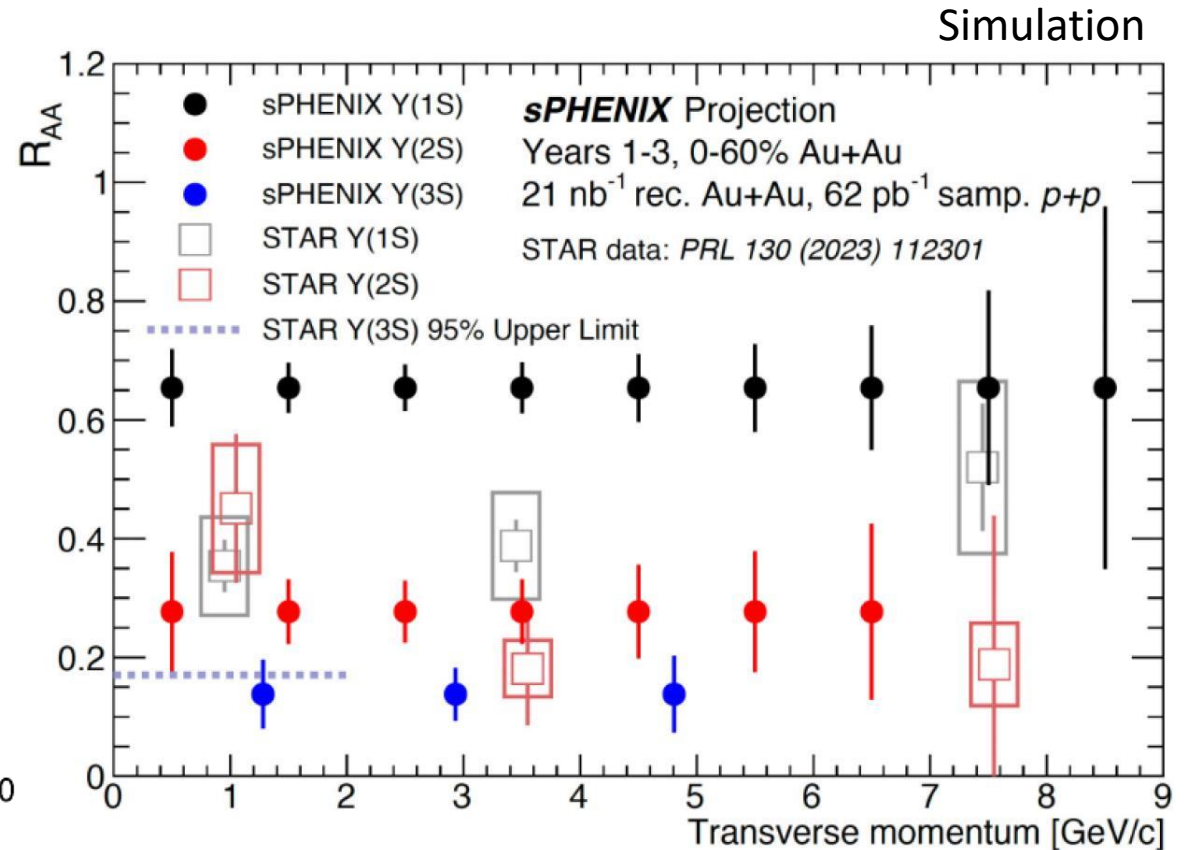 Simulation
1.2
1
0.8
0.6
0.4
0.2
0
R_AA
sPHENIX Υ(1S)
sPHENIX Υ(2S)
sPHENIX Υ(3S)
STAR Υ(1S)
STAR Υ(2S)
STAR Υ(3S) 95% Upper Limit
sPHENIX Projection
Years 1-3, 0-60% Au+Au
21 nb⁻¹ rec. Au+Au, 62 pb⁻¹ samp. p+p
STAR data: PRL 130 (2023) 112301
0
0 1 2 3 4 5 6 7 8 9
Transverse momentum [GeV/c]